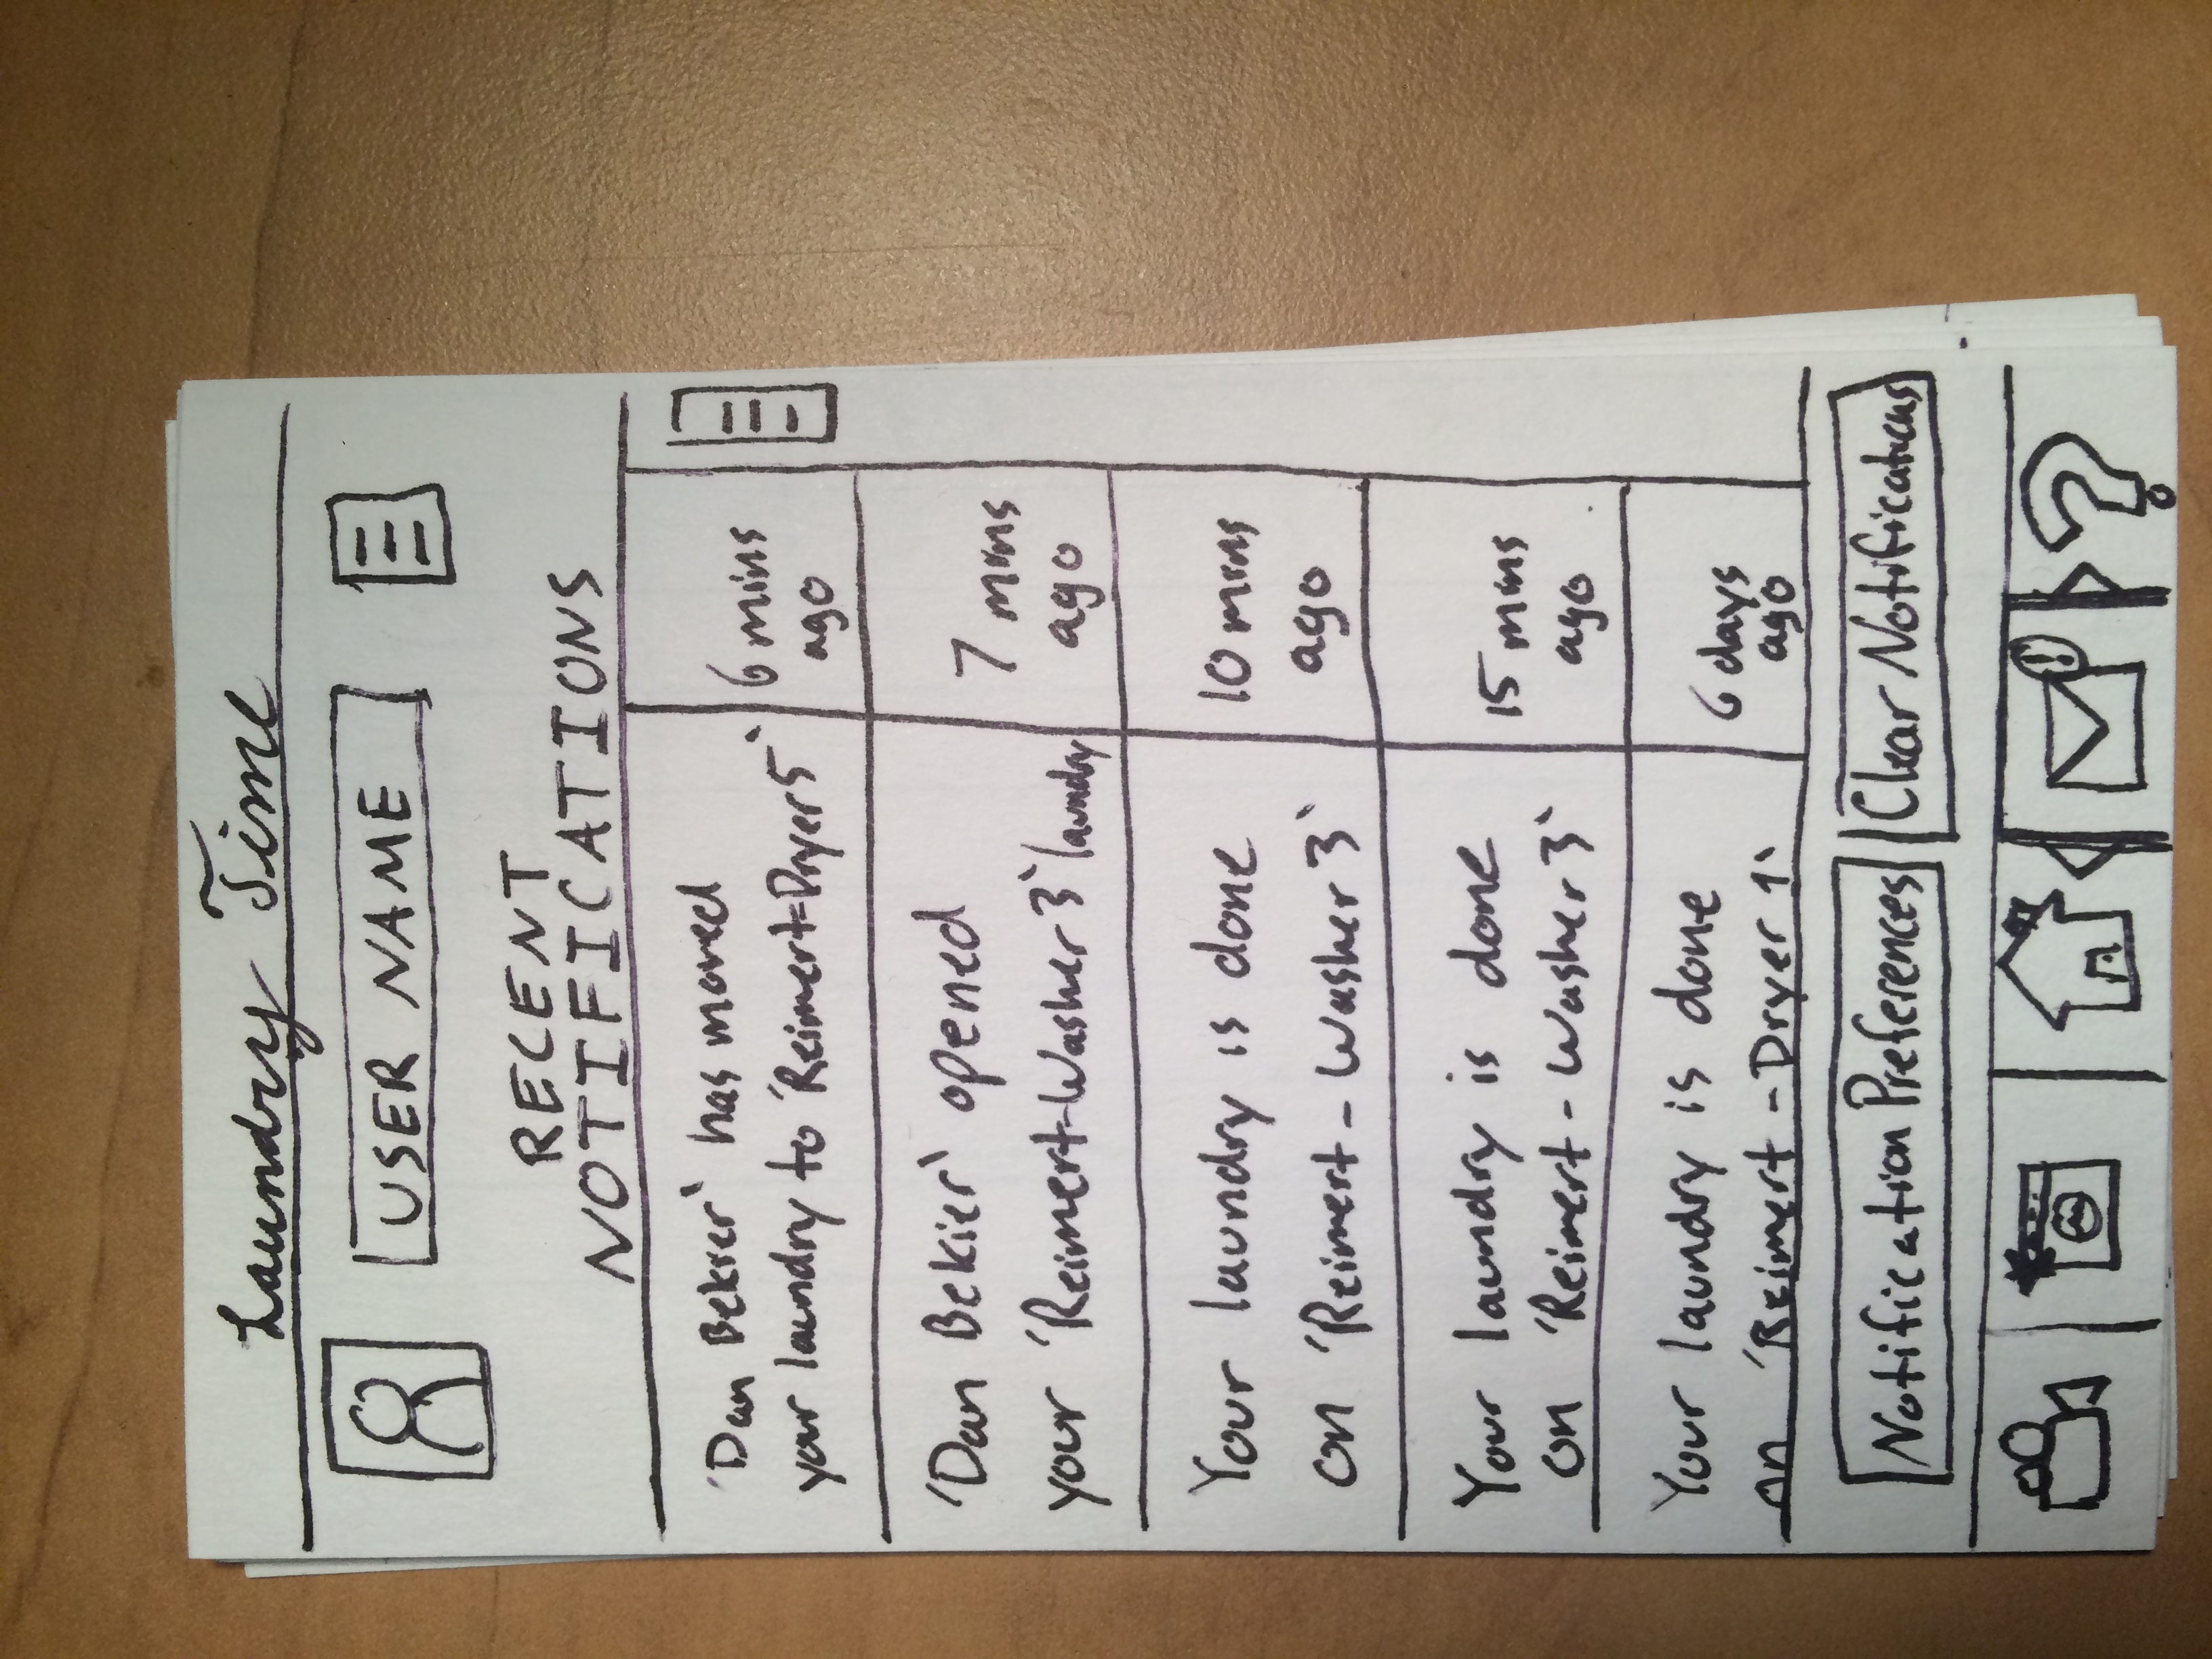 Laundry Time
USER NAME
RECENT
NOTIFICATIONS
'Dan Bekier' has moved
your laundry to 'Reimert-Dryer 5'
6 mins
ago
'Dan Bekier' opened
your 'Reimert-Washer 3' laundry
7 mins
ago
Your laundry is done
on 'Reimert - Washer 3'
10 mins
ago
Your laundry is done
on 'Reimert - Washer 3'
15 mins
ago
Your laundry is done
on 'Reimert - Dryer 1'
6 days
ago
Notification Preferences
Clear Notifications
!
?